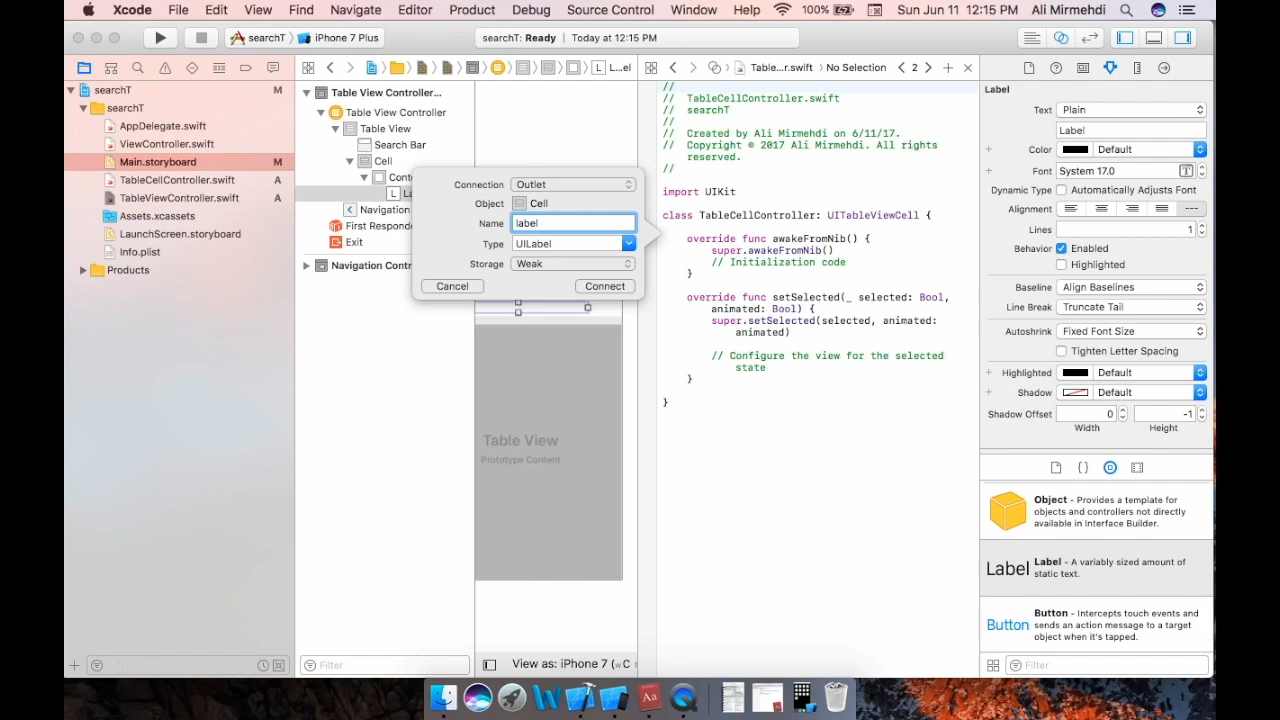 Xcode File Edit View Find Navigate Editor Product Debug Source Control Window Help 100% Sun Jun 11 12:15 PM Ali Mirmehdi
searchT iPhone 7 Plus searchT: Ready Today at 12:15 PM
searchT M
searchT
AppDelegate.swift
ViewController.swift
Main.storyboard M
TableCellController.swift A
TableViewController.swift A
Assets.xcassets
LaunchScreen.storyboard
Info.plist
Products
L...el
Table View Controller...
Table View Controller
Table View
Search Bar
Cell
Cont
L La
Navigation
First Responde
Exit
Navigation Contr
Connection Outlet
Object Cell
Name label
Type UILabel
Storage Weak
Cancel Connect
Table View
Prototype Content
Filter
View as: iPhone 7 (wC
Table...r.swift No Selection 2
//
// TableCellController.swift
// searchT
//
// Created by Ali Mirmehdi on 6/11/17.
// Copyright © 2017 Ali Mirmehdi. All rights
reserved.
//
import UIKit
class TableCellController: UITableViewCell {
override func awakeFromNib() {
super.awakeFromNib()
// Initialization code
}
override func setSelected(_ selected: Bool,
animated: Bool) {
super.setSelected(selected, animated:
animated)
// Configure the view for the selected
state
}
}
Label
Text Plain
Label
Color Default
Font System 17.0
Dynamic Type Automatically Adjusts Font
Alignment
Lines 1
Behavior Enabled
Highlighted
Baseline Align Baselines
Line Break Truncate Tail
Autoshrink Fixed Font Size
Tighten Letter Spacing
Highlighted Default
Shadow Default
Shadow Offset 0 -1
Width Height
Object - Provides a template for
objects and controllers not directly
available in Interface Builder.
Label Label - A variably sized amount of
static text.
Button Button - Intercepts touch events and
sends an action message to a target
object when it's tapped.
Filter
Aa